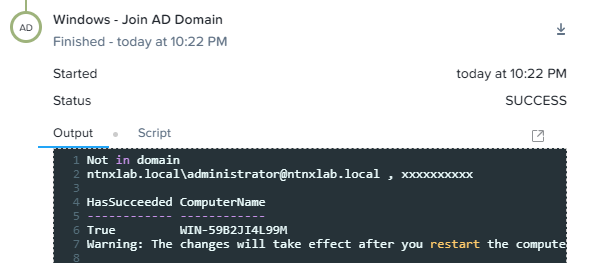 AD
Windows - Join AD Domain
Finished - today at 10:22 PM
Started today at 10:22 PM
Status SUCCESS
Output Script
1 Not in domain
2 ntnxlab.local\administrator@ntnxlab.local , xxxxxxxxxx
3
4 HasSucceeded ComputerName
5 ------------ ------------
6 True WIN-59B2JI4L99M
7 Warning: The changes will take effect after you restart the compute
8